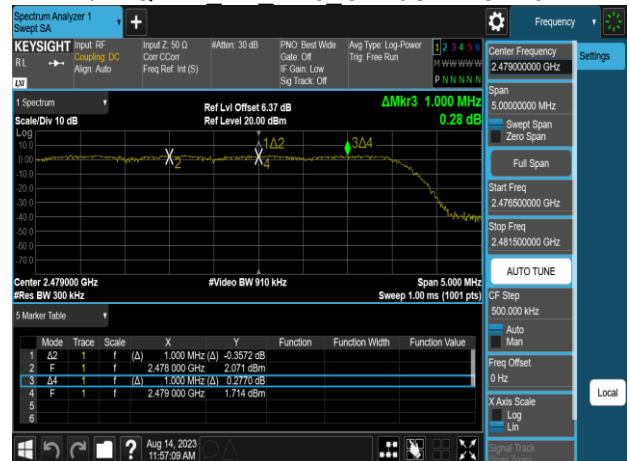 Spectrum Analyzer 1
Swept SA
Frequency
KEYSIGHT
RL
LXI
Input: RF
Coupling: DC
Align: Auto
Input Z: 50 Ω
Corr CCorr
Freq Ref: Int (S)
#Atten: 30 dB
PNO: Best Wide
Gate: Off
IF Gain: Low
Sig Track: Off
Avg Type: Log-Power
Trig: Free Run
1 2 3 4 5 6
M W W W W W
P N N N N N
Center Frequency
2.479000000 GHz
Settings
Span
5.00000000 MHz
Swept Span
Zero Span
Full Span
Start Freq
2.476500000 GHz
Stop Freq
2.481500000 GHz
AUTO TUNE
CF Step
500.000 kHz
Auto
Man
Freq Offset
0 Hz
X Axis Scale
Log
Lin
Signal Track
(Span Zoom)
Local
1 Spectrum
Scale/Div 10 dB
Ref Lvl Offset 6.37 dB
Ref Level 20.00 dBm
ΔMkr3 1.000 MHz
0.28 dB
Log
10.0
0.00
-10.0
-20.0
-30.0
-40.0
-50.0
-60.0
-70.0
2
1Δ2
4
3Δ4
Center 2.479000 GHz
#Res BW 300 kHz
#Video BW 910 kHz
Span 5.000 MHz
Sweep 1.00 ms (1001 pts)
5 Marker Table
Mode Trace Scale X Y Function Function Width Function Value
1 Δ2 1 f (Δ) 1.000 MHz (Δ) -0.3572 dB
2 F 1 f 2.478 000 GHz 2.071 dBm
3 Δ4 1 f (Δ) 1.000 MHz (Δ) 0.2770 dB
4 F 1 f 2.479 000 GHz 1.714 dBm
5
6
?
Aug 14, 2023
11:57:09 AM